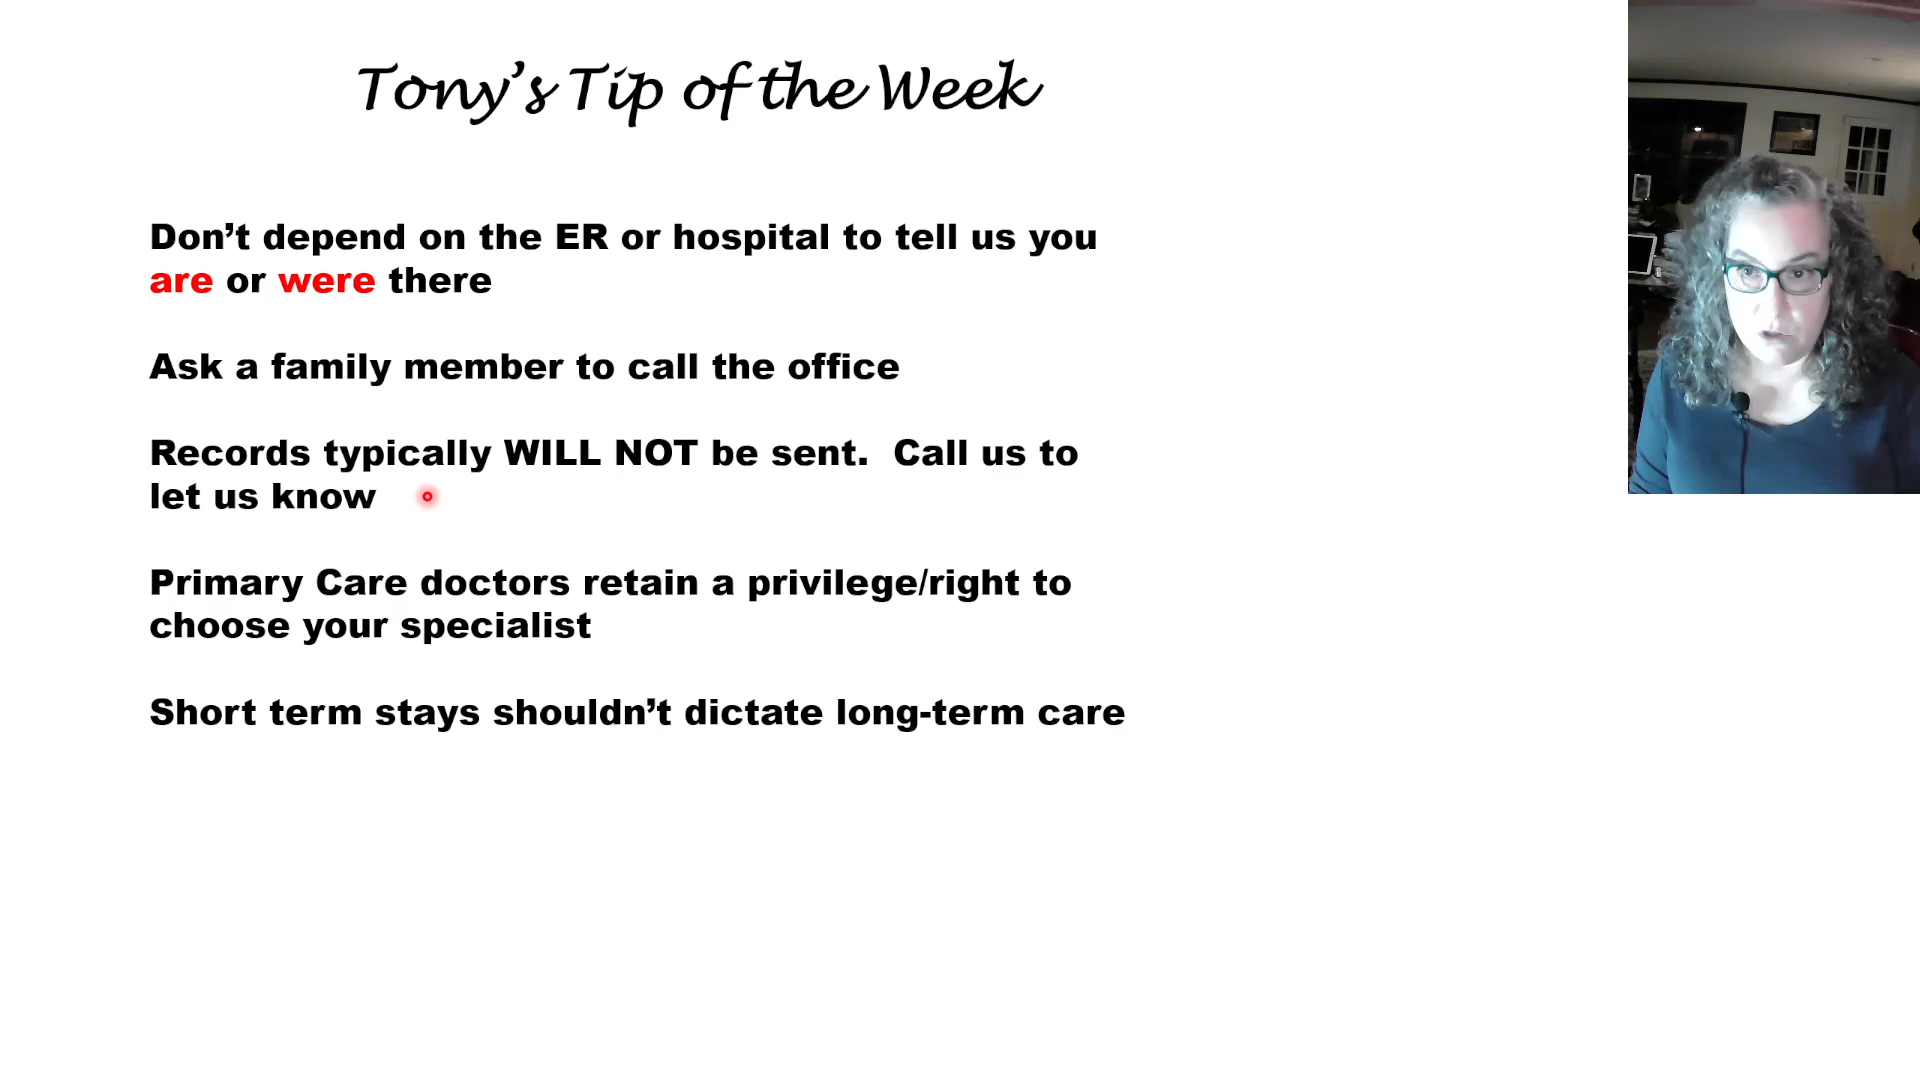 Tony’s Tip of the Week
Don’t depend on the ER or hospital to tell us you
are or were there
Ask a family member to call the office
Records typically WILL NOT be sent.  Call us to
let us know
Primary Care doctors retain a privilege/right to
choose your specialist
Short term stays shouldn’t dictate long-term care